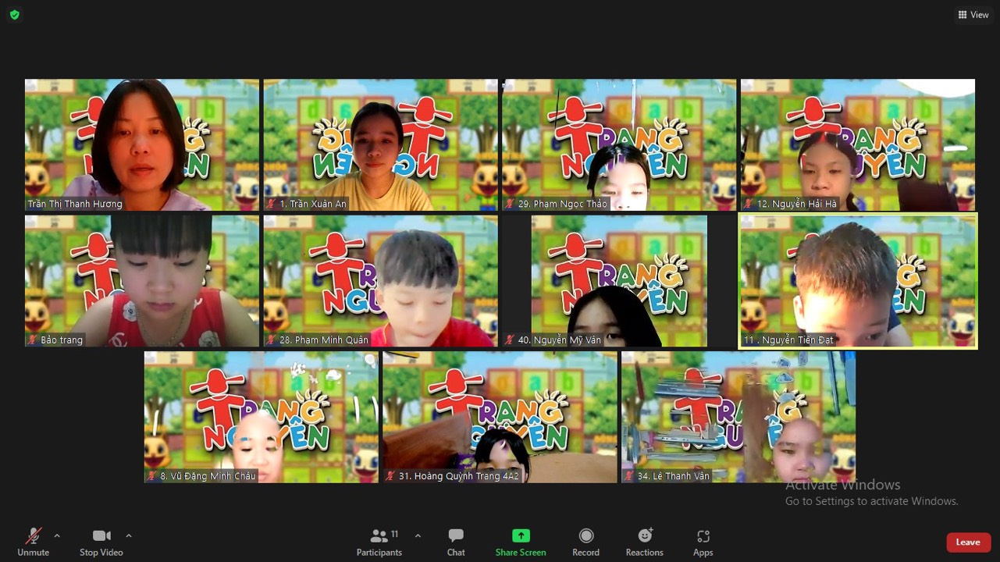 View
TRẠNG NGUYÊN
Trần Thị Thanh Hương
1. Trần Xuân An
29. Phạm Ngọc Thảo
12. Nguyễn Hải Hà
Bảo trang
28. Phạm Minh Quân
40. Nguyễn Mỹ Vân
11 . Nguyễn Tiến Đạt
8. Vũ Đặng Minh Châu
31. Hoàng Quỳnh Trang 4A2
34. Lê Thanh Vân
Activate Windows
Go to Settings to activate Windows.
Unmute
Stop Video
Participants
11
Chat
Share Screen
Record
Reactions
Apps
Leave